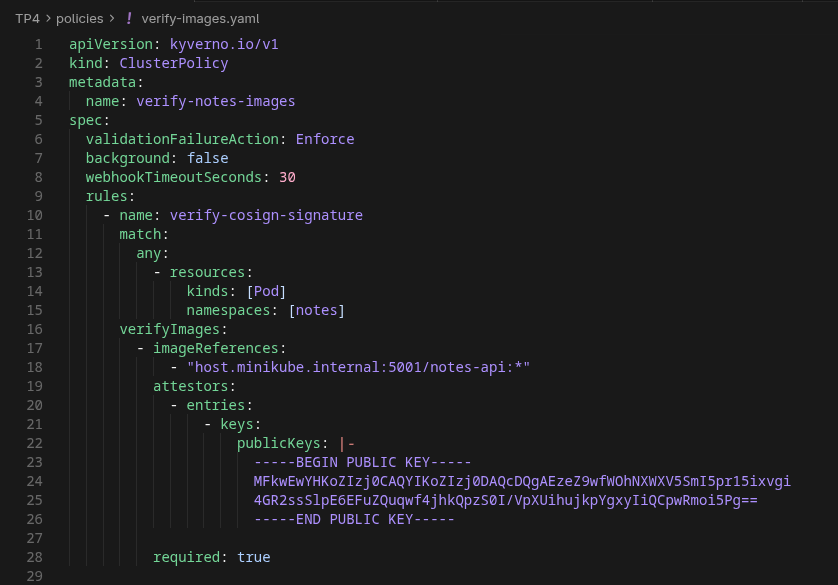 TP4 > policies > ! verify-images.yaml
1 apiVersion: kyverno.io/v1
2 kind: ClusterPolicy
3 metadata:
4   name: verify-notes-images
5 spec:
6   validationFailureAction: Enforce
7   background: false
8   webhookTimeoutSeconds: 30
9   rules:
10     - name: verify-cosign-signature
11       match:
12         any:
13           - resources:
14               kinds: [Pod]
15               namespaces: [notes]
16       verifyImages:
17         - imageReferences:
18             - "host.minikube.internal:5001/notes-api:*"
19           attestors:
20             - entries:
21                 - keys:
22                     publicKeys: |-
23                       -----BEGIN PUBLIC KEY-----
24                       MFkwEwYHKoZIzj0CAQYIKoZIzj0DAQcDQgAEzeZ9wfWOhNXWXV5SmI5pr15ixvgi
25                       4GR2ssSlpE6EFuZQuqwf4jhkQpzS0I/VpXUihujkpYgxyIiQCpwRmoi5Pg==
26                       -----END PUBLIC KEY-----
27
28           required: true
29